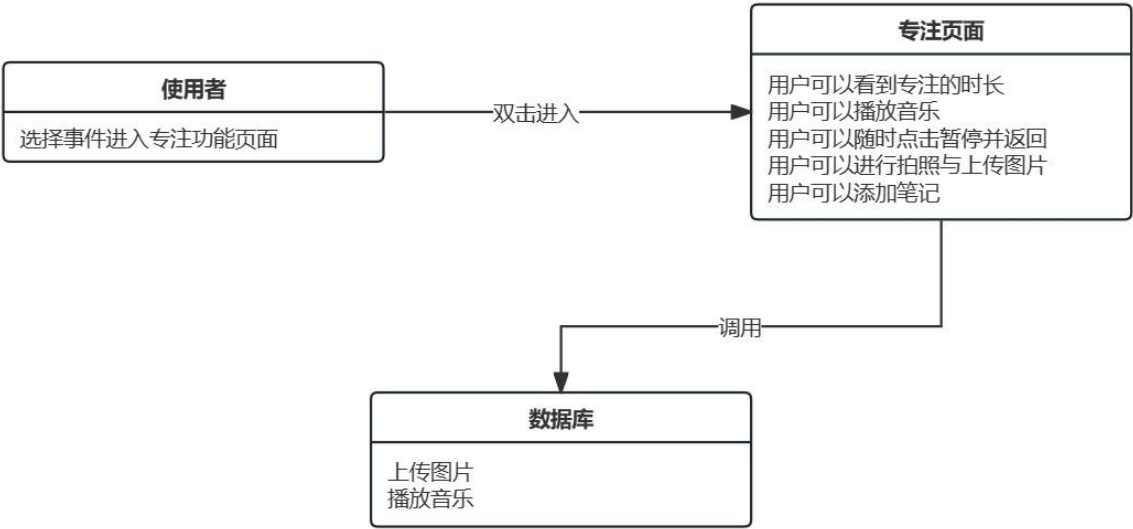 使用者
选择事件进入专注功能页面
双击进入
专注页面
用户可以看到专注的时长
用户可以播放音乐
用户可以随时点击暂停并返回
用户可以进行拍照与上传图片
用户可以添加笔记
调用
数据库
上传图片
播放音乐